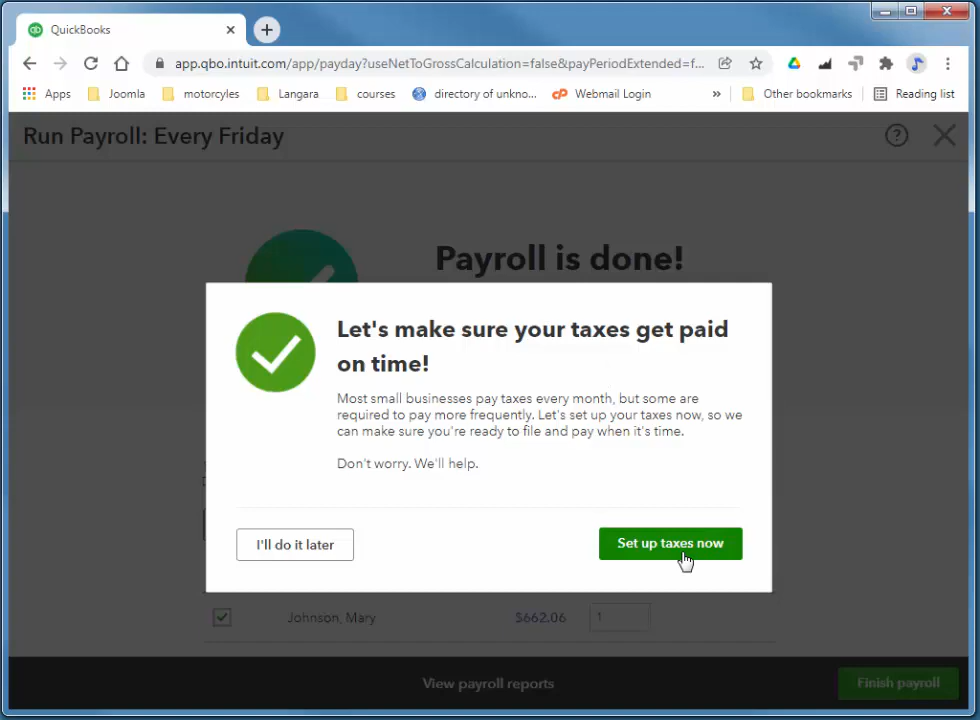 QuickBooks
app.qbo.intuit.com/app/payday?useNetToGrossCalculation=false&payPeriodExtended=f...
Apps Joomla motorcyles Langara courses directory of unkno... Webmail Login » Other bookmarks Reading list
Run Payroll: Every Friday
Payroll is done!
Let's make sure your taxes get paid
on time!
Most small businesses pay taxes every month, but some are
required to pay more frequently. Let's set up your taxes now, so we
can make sure you're ready to file and pay when it's time.
Don't worry. We'll help.
I'll do it later Set up taxes now
Johnson, Mary $662.06 1
View payroll reports Finish payroll